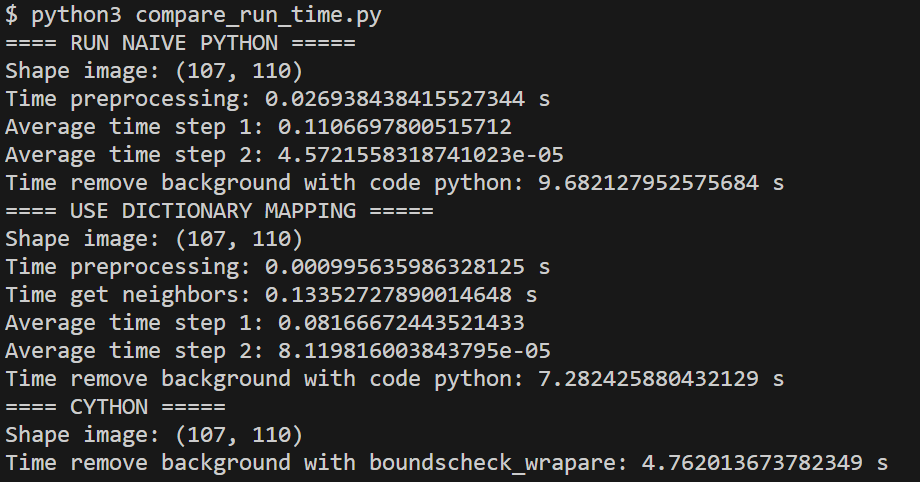 $ python3 compare_run_time.py
==== RUN NAIVE PYTHON =====
Shape image: (107, 110)
Time preprocessing: 0.026938438415527344 s
Average time step 1: 0.1106697800515712
Average time step 2: 4.5721558318741023e-05
Time remove background with code python: 9.682127952575684 s
==== USE DICTIONARY MAPPING =====
Shape image: (107, 110)
Time preprocessing: 0.000995635986328125 s
Time get neighbors: 0.13352727890014648 s
Average time step 1: 0.08166672443521433
Average time step 2: 8.119816003843795e-05
Time remove background with code python: 7.282425880432129 s
==== CYTHON =====
Shape image: (107, 110)
Time remove background with boundscheck_wrapare: 4.762013673782349 s